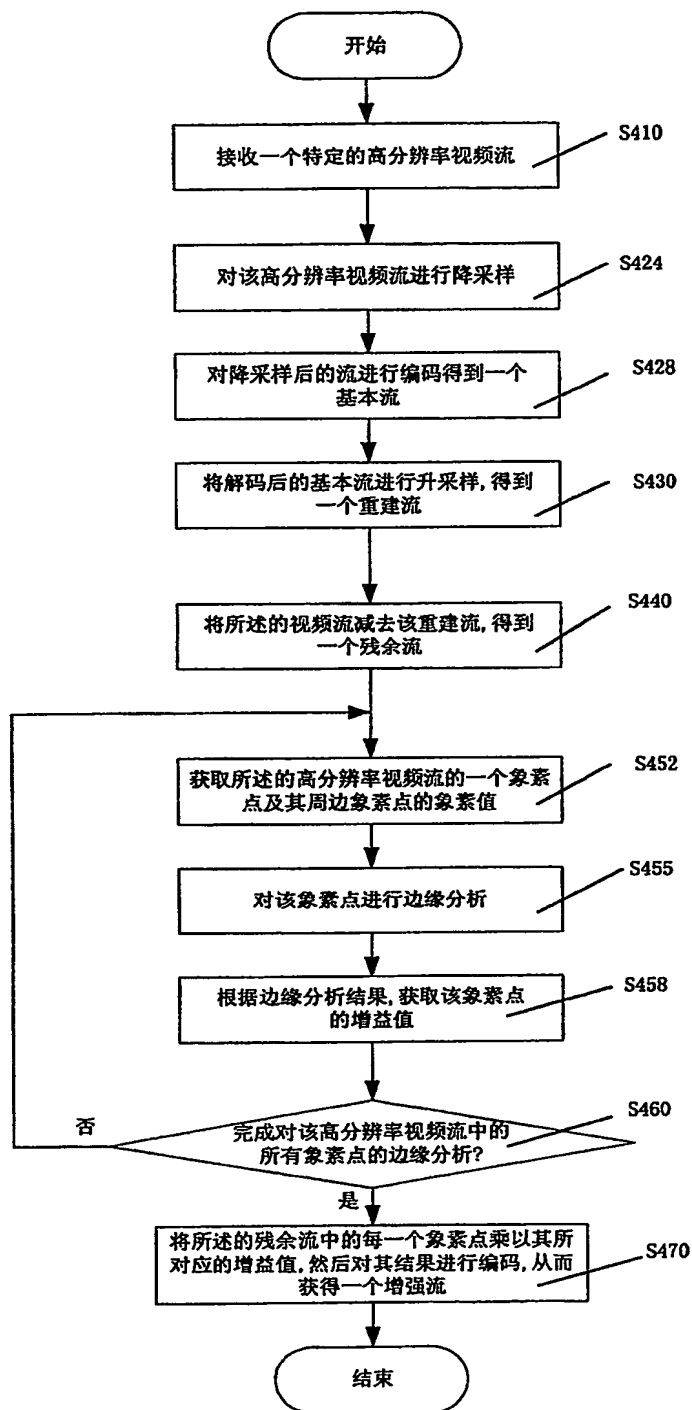 开始
接收一个特定的高分辨率视频流
S410
对该高分辨率视频流进行降采样
S424
对降采样后的流进行编码得到一个
基本流
S428
将解码后的基本流进行升采样,得到
一个重建流
S430
将所述的视频流减去该重建流,得到
一个残余流
S440
获取所述的高分辨率视频流的一个象素
点及其周边象素点的象素值
S452
对该象素点进行边缘分析
S455
根据边缘分析结果,获取该象素点
的增益值
S458
完成对该高分辨率视频流中的
所有象素点的边缘分析?
S460
否
是
将所述的残余流中的每一个象素点乘以其所
对应的增益值,然后对其结果进行编码,从而
获得一个增强流
S470
结束